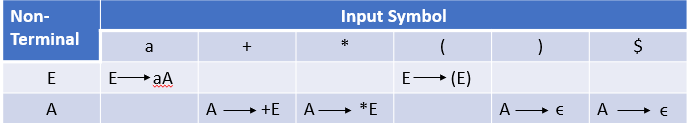 Non-Terminal Input Symbol
a + * ( ) $
E E→aA E→(E)
A A→+E A→*E A→ϵ A→ϵ